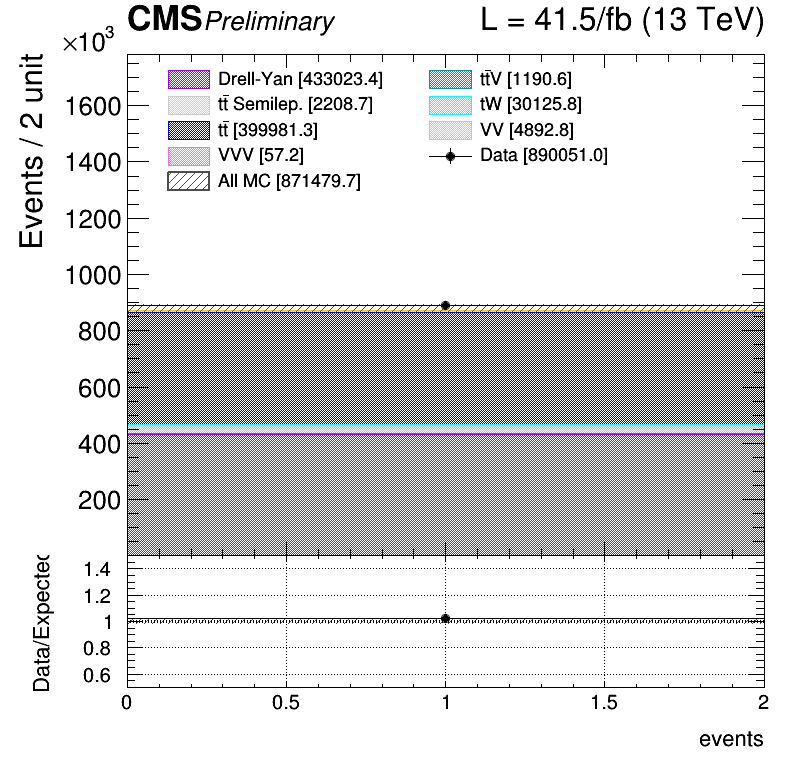 CMS Preliminary L = 41.5/fb (13 TeV)
×10³
Events / 2 unit
Drell-Yan [433023.4]
tt̄ Semilep. [2208.7]
tt̄ [399981.3]
VVV [57.2]
All MC [871479.7]
tt̄V [1190.6]
tW [30125.8]
VV [4892.8]
Data [890051.0]
1600
1400
1200
1000
800
600
400
200
Data/Expected
1.4
1.2
1
0.8
0.6
0 0.5 1 1.5 2
events